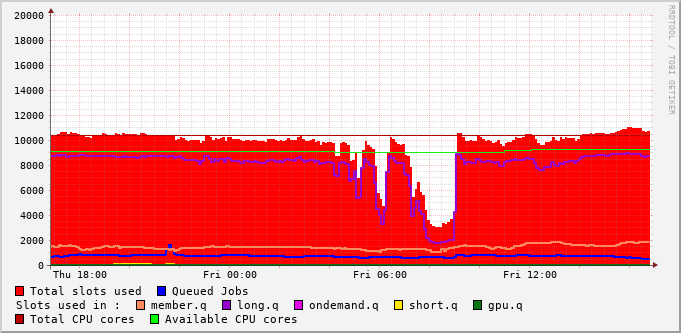 20000
18000
16000
14000
12000
10000
8000
6000
4000
2000
0
Thu 18:00 Fri 00:00 Fri 06:00 Fri 12:00
RRDTOOL / TOBI OETIKER
Total slots used Queued Jobs
Slots used in : member.q long.q ondemand.q short.q gpu.q
Total CPU cores Available CPU cores